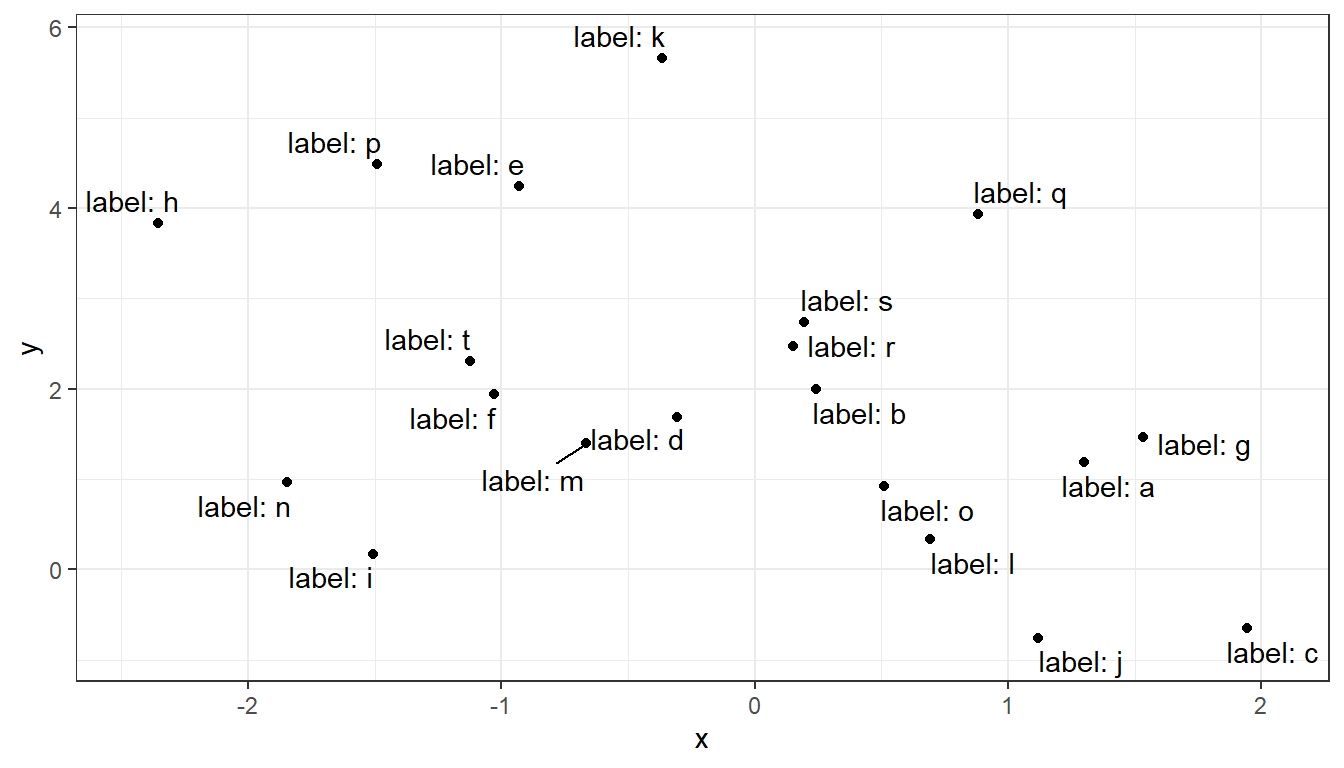 6
label: k
label: p
label: e
label: h
label: q
4
label: s
label: t
label: r
y
2
label: b
label: f
label: d
label: g
label: m
label: a
label: n
label: o
label: l
0
label: i
label: j
label: c
-2
-1
0
1
2
x